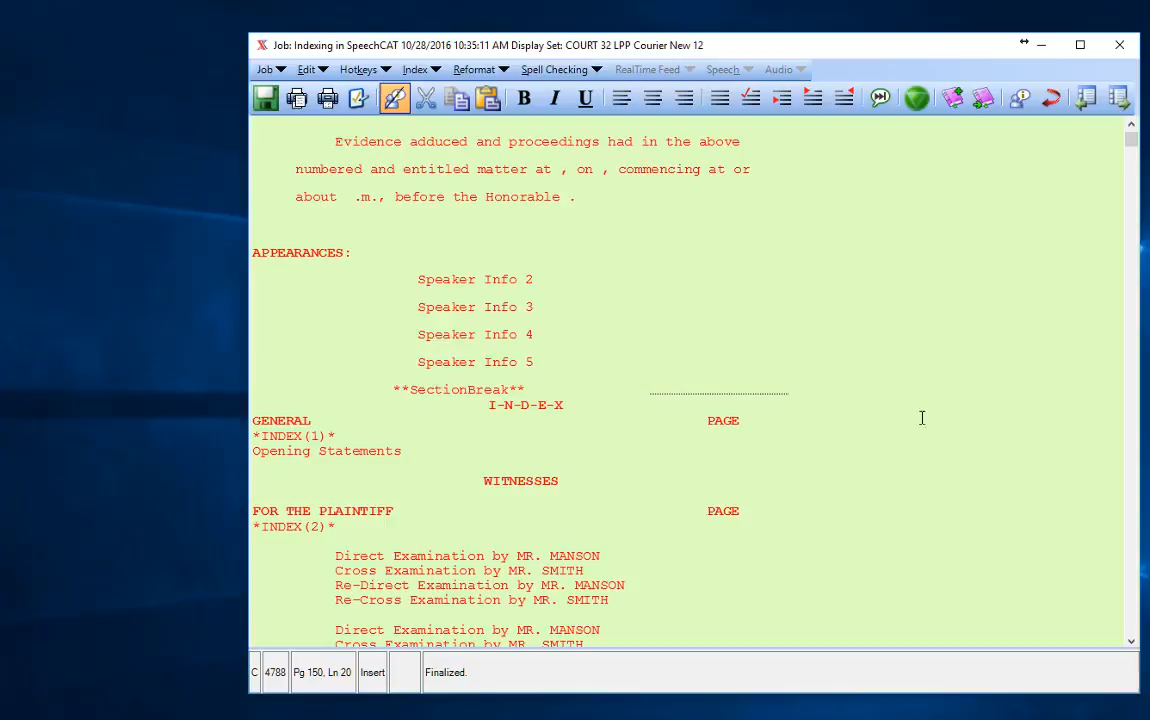 Job: Indexing in SpeechCAT 10/28/2016 10:35:11 AM Display Set: COURT 32 LPP Courier New 12
Job Edit Hotkeys Index Reformat Spell Checking RealTime Feed Speech Audio
B I U
Evidence adduced and proceedings had in the above
numbered and entitled matter at , on , commencing at or
about .m., before the Honorable .
APPEARANCES:
Speaker Info 2
Speaker Info 3
Speaker Info 4
Speaker Info 5
**SectionBreak**
I-N-D-E-X
GENERAL PAGE
*INDEX(1)*
Opening Statements
WITNESSES
FOR THE PLAINTIFF PAGE
*INDEX(2)*
Direct Examination by MR. MANSON
Cross Examination by MR. SMITH
Re-Direct Examination by MR. MANSON
Re-Cross Examination by MR. SMITH
Direct Examination by MR. MANSON
Cross Examination by MR. SMITH
C 4788 Pg 150, Ln 20 Insert Finalized.